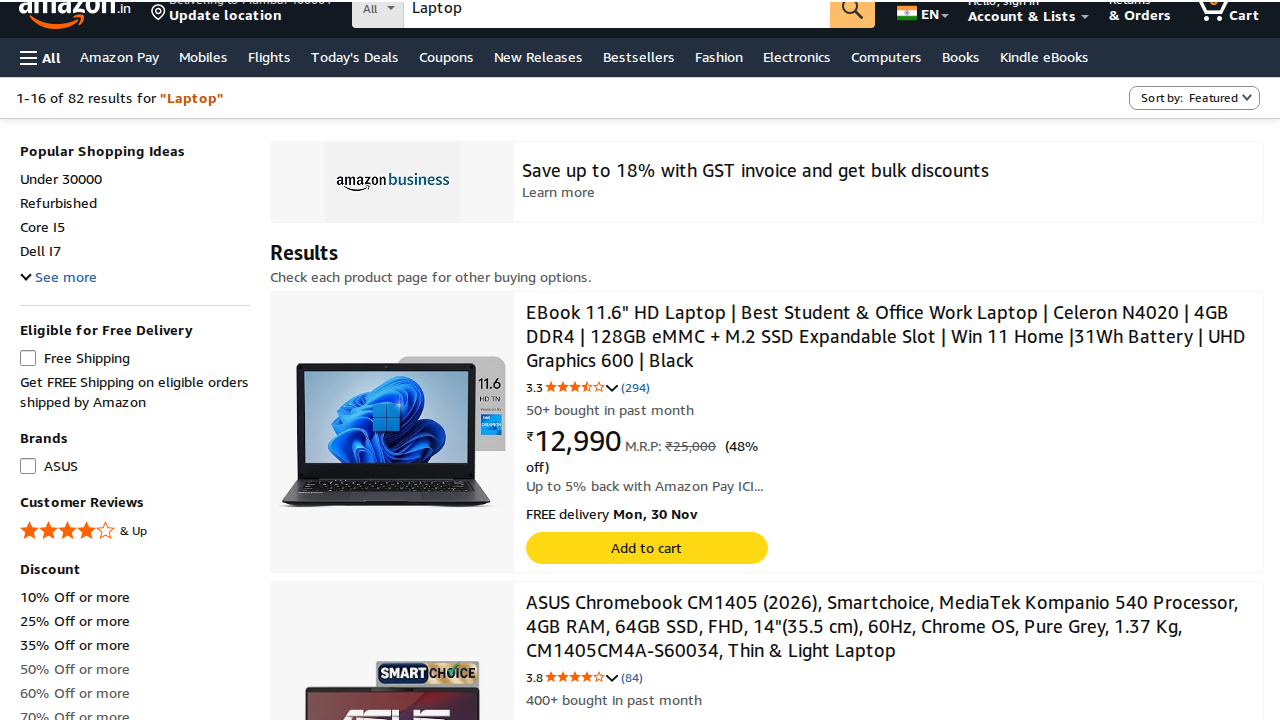 amazon.in
Update location
All
Laptop
EN
Account & Lists
& Orders
Cart
All
Amazon Pay
Mobiles
Flights
Today's Deals
Coupons
New Releases
Bestsellers
Fashion
Electronics
Computers
Books
Kindle eBooks
1-16 of 82 results for "Laptop"
Sort by: Featured
Popular Shopping Ideas
Under 30000
Refurbished
Core I5
Dell I7
See more
Eligible for Free Delivery
Free Shipping
Get FREE Shipping on eligible orders
shipped by Amazon
Brands
ASUS
Customer Reviews
& Up
Discount
10% Off or more
25% Off or more
35% Off or more
50% Off or more
60% Off or more
70% Off or more
amazon business
Save up to 18% with GST invoice and get bulk discounts
Learn more
Results
Check each product page for other buying options.
11.6
HD TN
EBook 11.6" HD Laptop | Best Student & Office Work Laptop | Celeron N4020 | 4GB
DDR4 | 128GB eMMC + M.2 SSD Expandable Slot | Win 11 Home |31Wh Battery | UHD
Graphics 600 | Black
3.3 (294)
50+ bought in past month
₹12,990 M.R.P: ₹25,000 (48%
off)
Up to 5% back with Amazon Pay ICI...
FREE delivery Mon, 30 Nov
Add to cart
SMARTCHOICE
ASUS
ASUS Chromebook CM1405 (2026), Smartchoice, MediaTek Kompanio 540 Processor,
4GB RAM, 64GB SSD, FHD, 14"(35.5 cm), 60Hz, Chrome OS, Pure Grey, 1.37 Kg,
CM1405CM4A-S60034, Thin & Light Laptop
3.8 (84)
400+ bought in past month